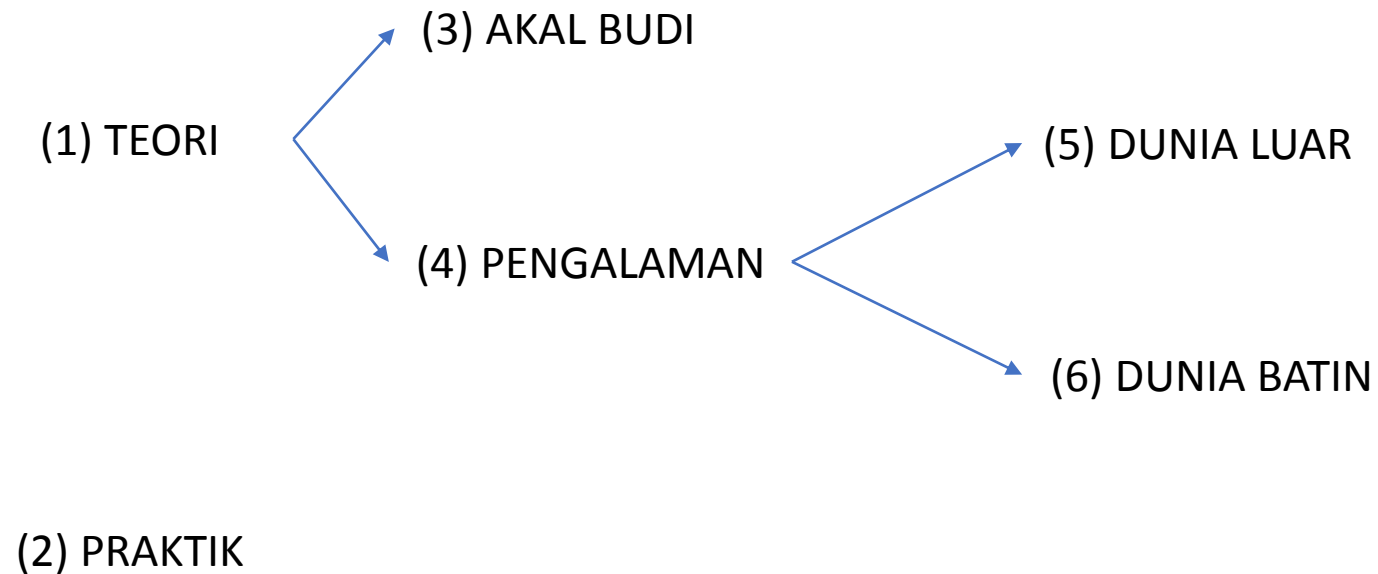 (3) AKAL BUDI
(1) TEORI
(5) DUNIA LUAR
(4) PENGALAMAN
(6) DUNIA BATIN
(2) PRAKTIK